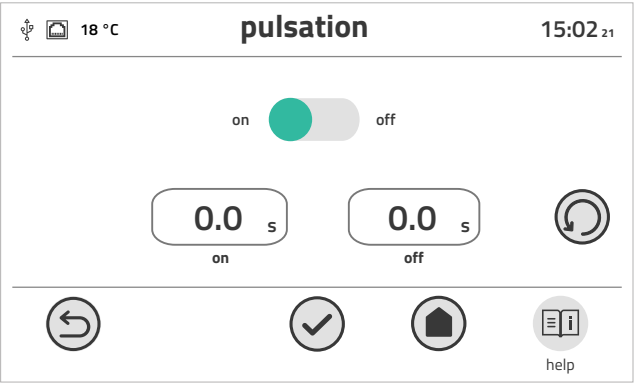 18 °C pulsation 15:02 21
on off
0.0 s 0.0 s
on off
i
help